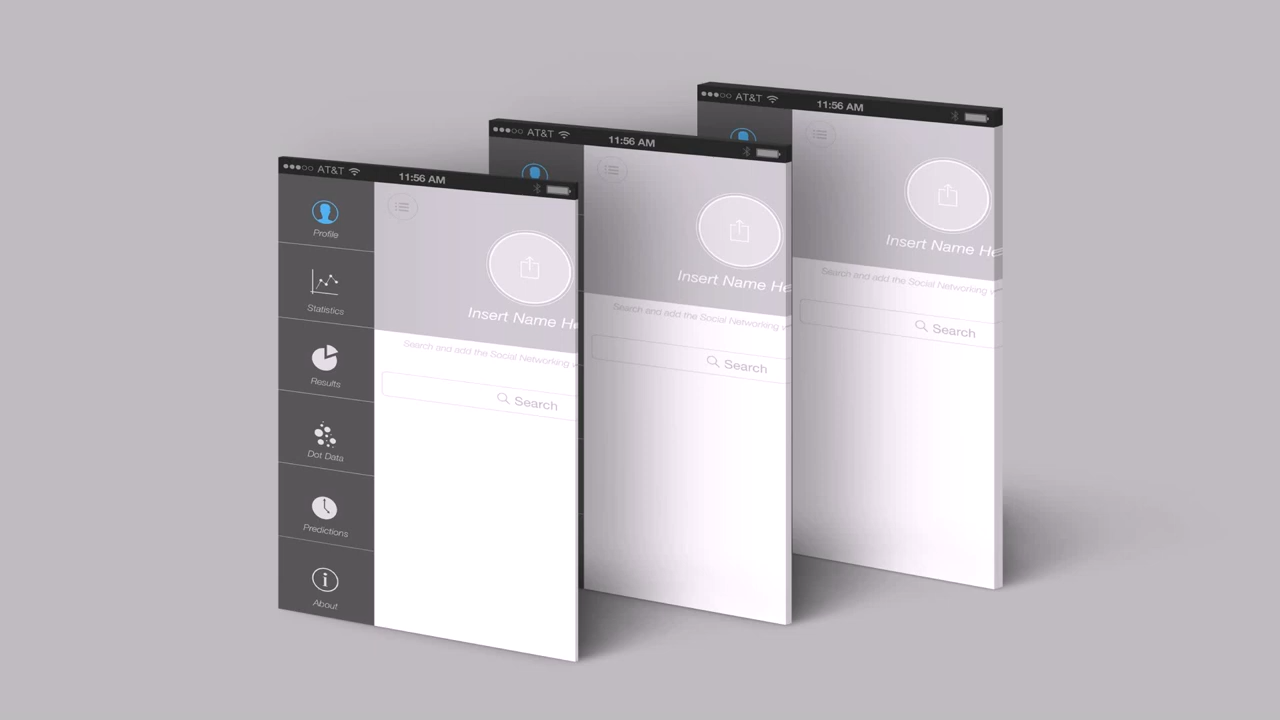 AT&T 11:56 AM
Profile
Statistics
Results
Dot Data
Predictions
About
Insert Name He
Search and add the Social Networking
Search
AT&T 11:56 AM
Insert Name He
Search and add the Social Networking
Search
AT&T 11:56 AM
Insert Name He
Search and add the Social Networking
Search